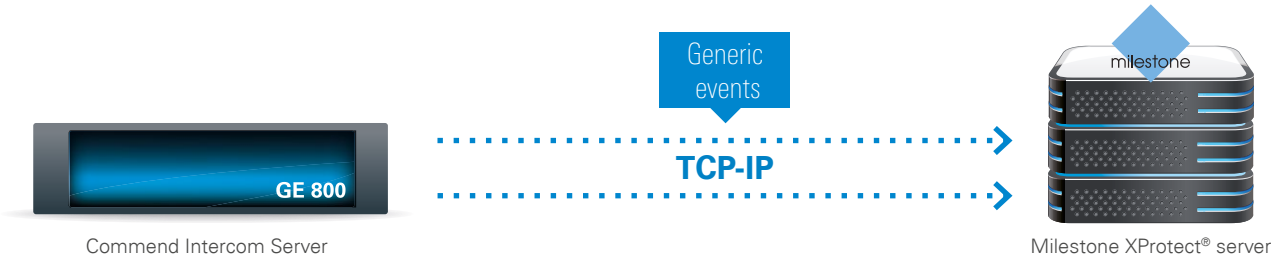 Generic
events
milestone
TCP-IP
GE 800
Commend Intercom Server
Milestone XProtect® server